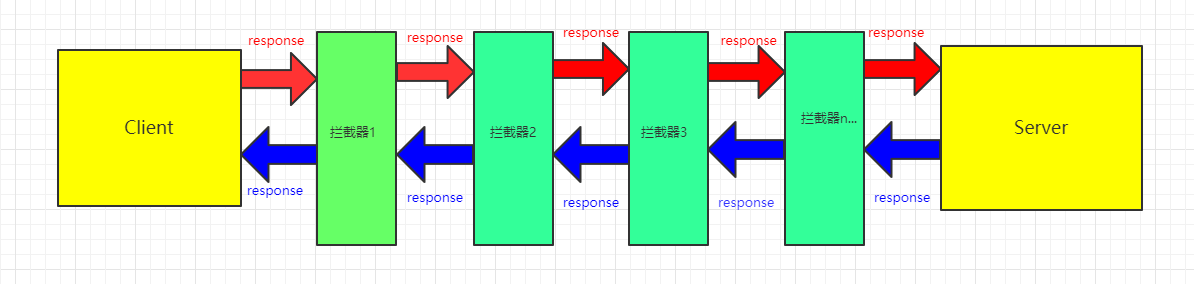 response
response
response
response
response
Client
拦截器1
拦截器2
拦截器3
拦截器n...
Server
response
response
response
response
response